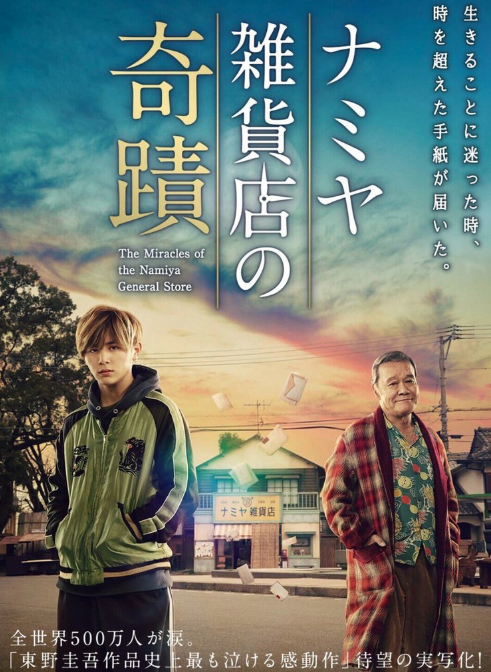 生きることに迷った時、
時を超えた手紙が届いた。
ナミヤ
雑貨店の
奇蹟
The Miracles of
the Namiya
General Store
ナミヤ雑貨店
全世界500万人が涙。
「東野圭吾作品史上最も泣ける感動作」待望の実写化!